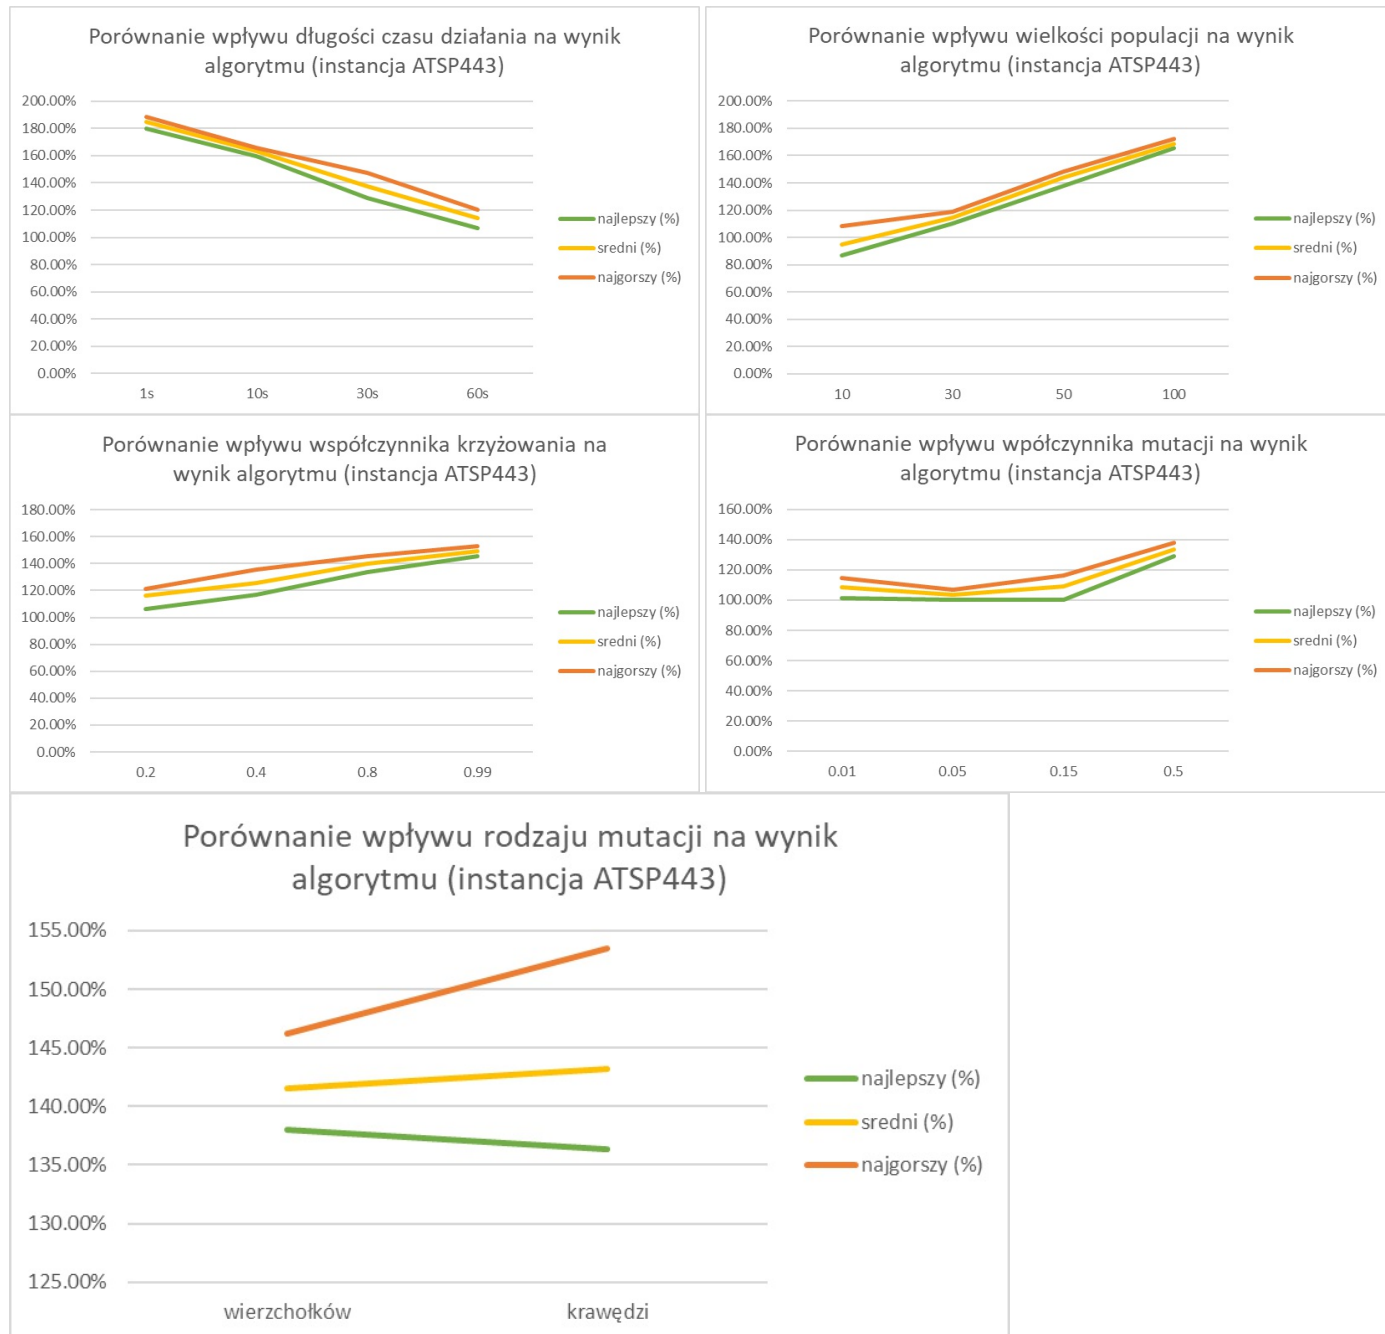 Porównanie wpływu długości czasu działania na wynik
algorytmu (instancja ATSP443)
200.00%
180.00%
160.00%
140.00%
120.00%
100.00%
80.00%
60.00%
40.00%
20.00%
0.00%
1s
10s
30s
60s
najlepszy (%)
sredni (%)
najgorszy (%)
Porównanie wpływu wielkości populacji na wynik
algorytmu (instancja ATSP443)
200.00%
180.00%
160.00%
140.00%
120.00%
100.00%
80.00%
60.00%
40.00%
20.00%
0.00%
10
30
50
100
najlepszy (%)
sredni (%)
najgorszy (%)
Porównanie wpływu współczynnika krzyżowania na
wynik algorytmu (instancja ATSP443)
180.00%
160.00%
140.00%
120.00%
100.00%
80.00%
60.00%
40.00%
20.00%
0.00%
0.2
0.4
0.8
0.99
najlepszy (%)
sredni (%)
najgorszy (%)
Porównanie wpływu wpółczynnika mutacji na wynik
algorytmu (instancja ATSP443)
160.00%
140.00%
120.00%
100.00%
80.00%
60.00%
40.00%
20.00%
0.00%
0.01
0.05
0.15
0.5
najlepszy (%)
sredni (%)
najgorszy (%)
Porównanie wpływu rodzaju mutacji na wynik
algorytmu (instancja ATSP443)
155.00%
150.00%
145.00%
140.00%
135.00%
130.00%
125.00%
wierzchołków
krawędzi
najlepszy (%)
sredni (%)
najgorszy (%)